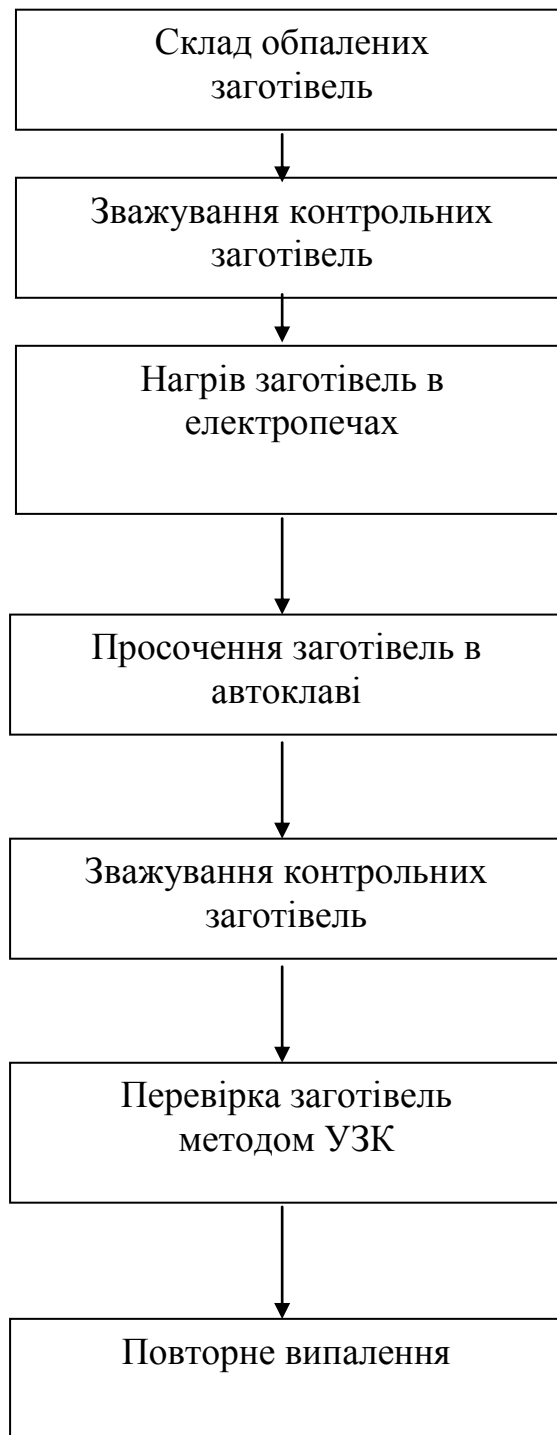 Склад обпалених
заготівель
Зважування контрольних
заготівель
Нагрів заготівель в
електропечах
Просочення заготівель в
автоклаві
Зважування контрольних
заготівель
Перевірка заготівель
методом УЗК
Повторне випалення